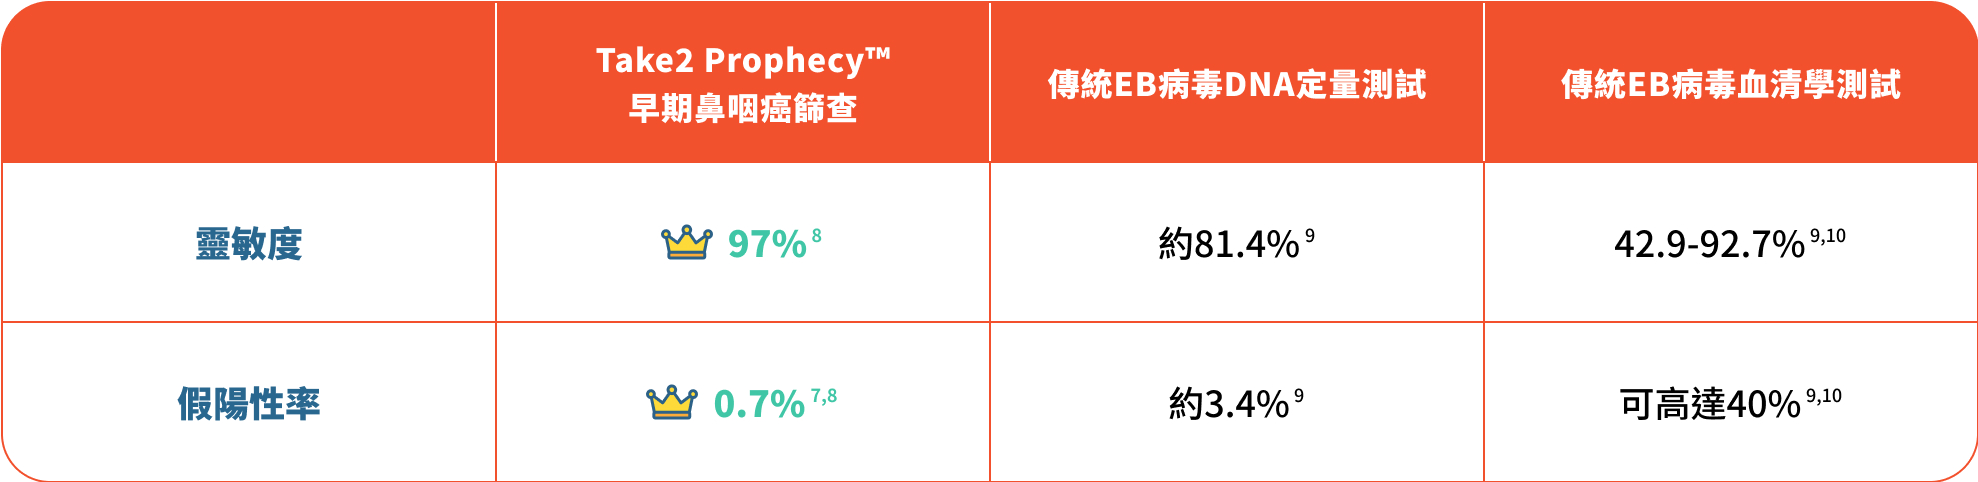 Take2 Prophecy™
早期鼻咽癌篩查
傳統EB病毒DNA定量測試
傳統EB病毒血清學測試
靈敏度
97% 8
約81.4% 9
42.9-92.7% 9,10
假陽性率
0.7% 7,8
約3.4% 9
可高達40% 9,10